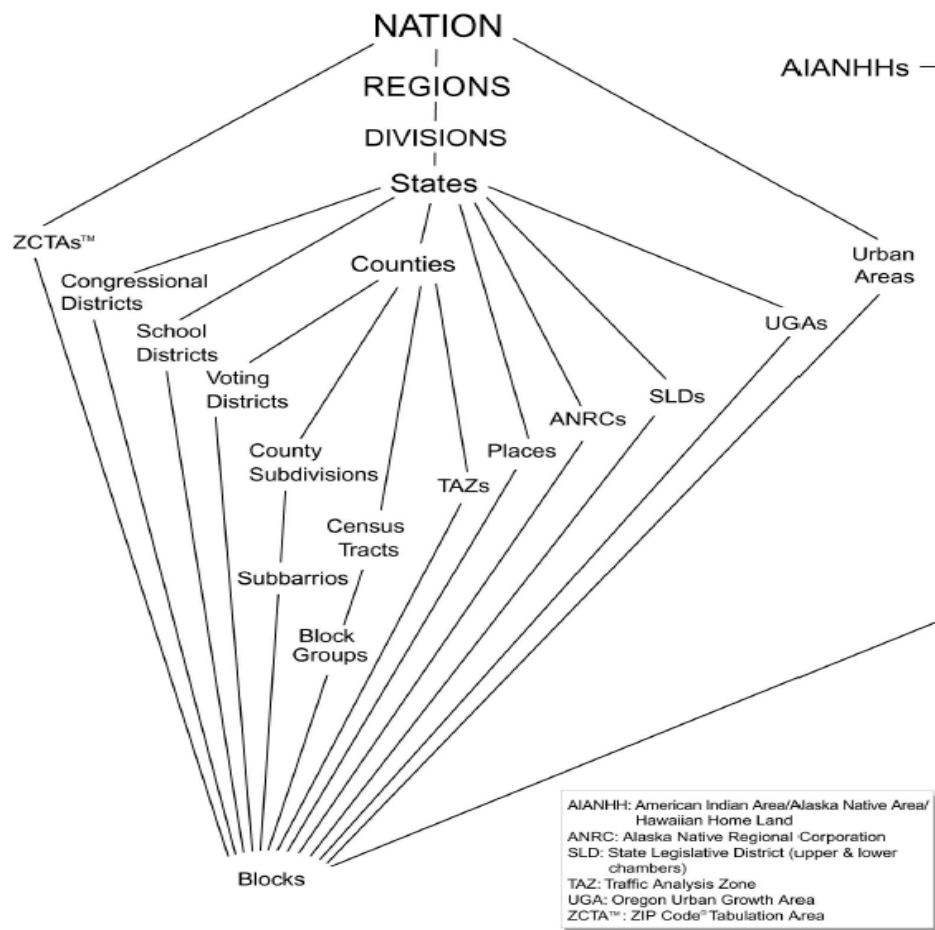 NATION
AIANHHs
REGIONS
DIVISIONS
States
ZCTAs™
Counties
Urban
Areas
Congressional
Districts
School
Districts
UGAs
Voting
Districts
SLDs
ANRCs
County
Subdivisions
Places
TAZs
Census
Tracts
Subbarrios
Block
Groups
Blocks
AIANHH: American Indian Area/Alaska Native Area/
Hawaiian Home Land
ANRC: Alaska Native Regional Corporation
SLD: State Legislative District (upper & lower
chambers)
TAZ: Traffic Analysis Zone
UGA: Oregon Urban Growth Area
ZCTA™: ZIP Code® Tabulation Area